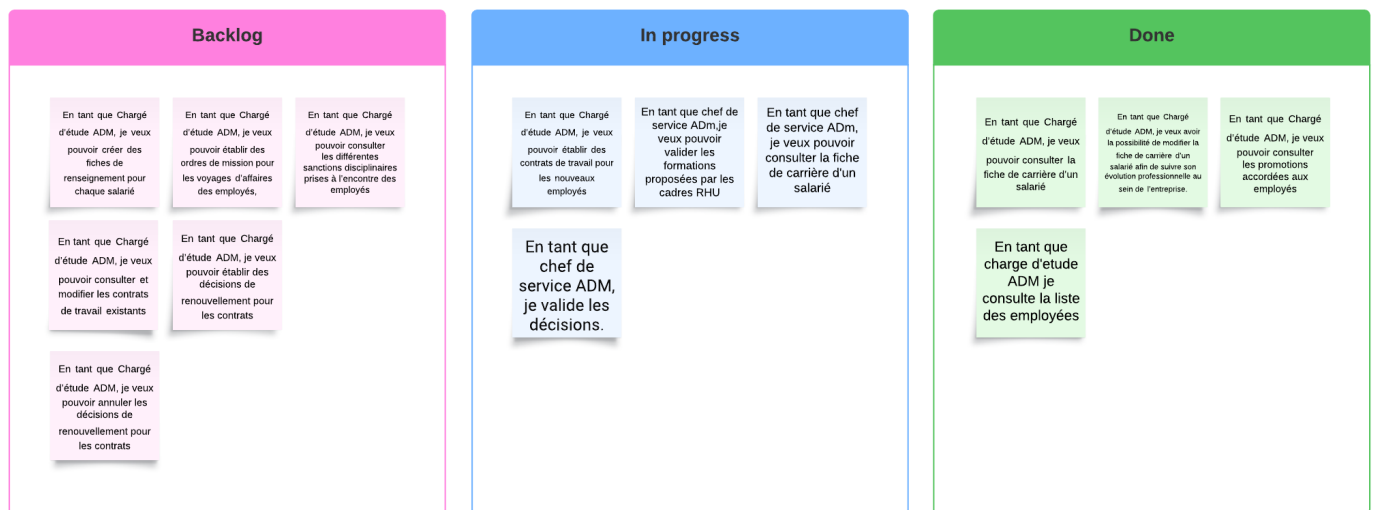 Backlog
En tant que Chargé
d'étude ADM, je veux
pouvoir créer des
fiches de
renseignement pour
chaque salarié
En tant que Chargé
d'étude ADM, je veux
pouvoir établir des
ordres de mission pour
les voyages d'affaires
des employés,
En tant que Chargé
d'étude ADM, je veux
pouvoir consulter
les différentes
sanctions disciplinaires
prises à l'encontre des
employés
En tant que Chargé
d'étude ADM, je veux
pouvoir consulter et
modifier les contrats
de travail existants
En tant que Chargé
d'étude ADM, je veux
pouvoir établir des
décisions de
renouvellement pour
les contrats
En tant que Chargé
d'étude ADM, je veux
pouvoir annuler les
décisions de
renouvellement pour
les contrats
In progress
En tant que Chargé
d'étude ADM, je veux
pouvoir établir des
contrats de travail pour
les nouveaux
employés
En tant que chef de
service ADm,je
veux pouvoir
valider les
formations
proposées par les
cadres RHU
En tant que chef
de service ADm,
je veux pouvoir
consulter la fiche
de carrière d'un
salarié
En tant que
chef de
service ADM,
je valide les
décisions.
Done
En tant que Chargé
d'étude ADM, je veux
pouvoir consulter la
fiche de carrière d'un
salarié
En tant que Chargé
d'étude ADM, je veux avoir
la possibilité de modifier la
fiche de carrière d'un
salarié afin de suivre son
évolution professionnelle au
sein de l'entreprise.
En tant que Chargé
d'étude ADM, je veux
pouvoir consulter
les promotions
accordées aux
employés
En tant que
charge d'etude
ADM je
consulte la liste
des employées